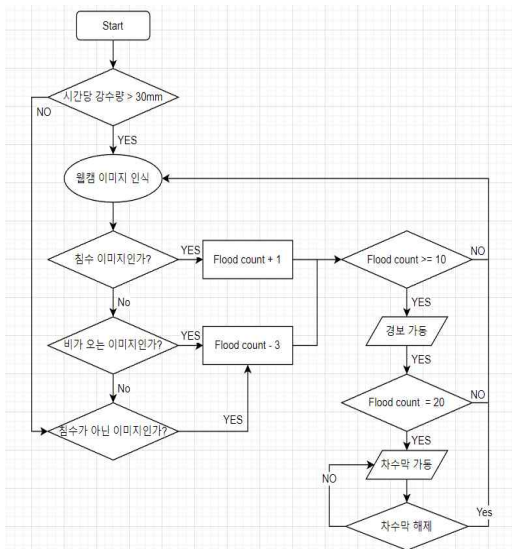 Start
시간당 강수량 > 30mm
NO
YES
웹캠 이미지 인식
침수 이미지인가?
YES
Flood count + 1
Flood count >= 10
NO
No
YES
비가 오는 이미지인가?
YES
Flood count - 3
경보 가동
YES
No
Flood count = 20
NO
침수가 아닌 이미지인가?
YES
YES
차수막 가동
NO
차수막 해제
Yes